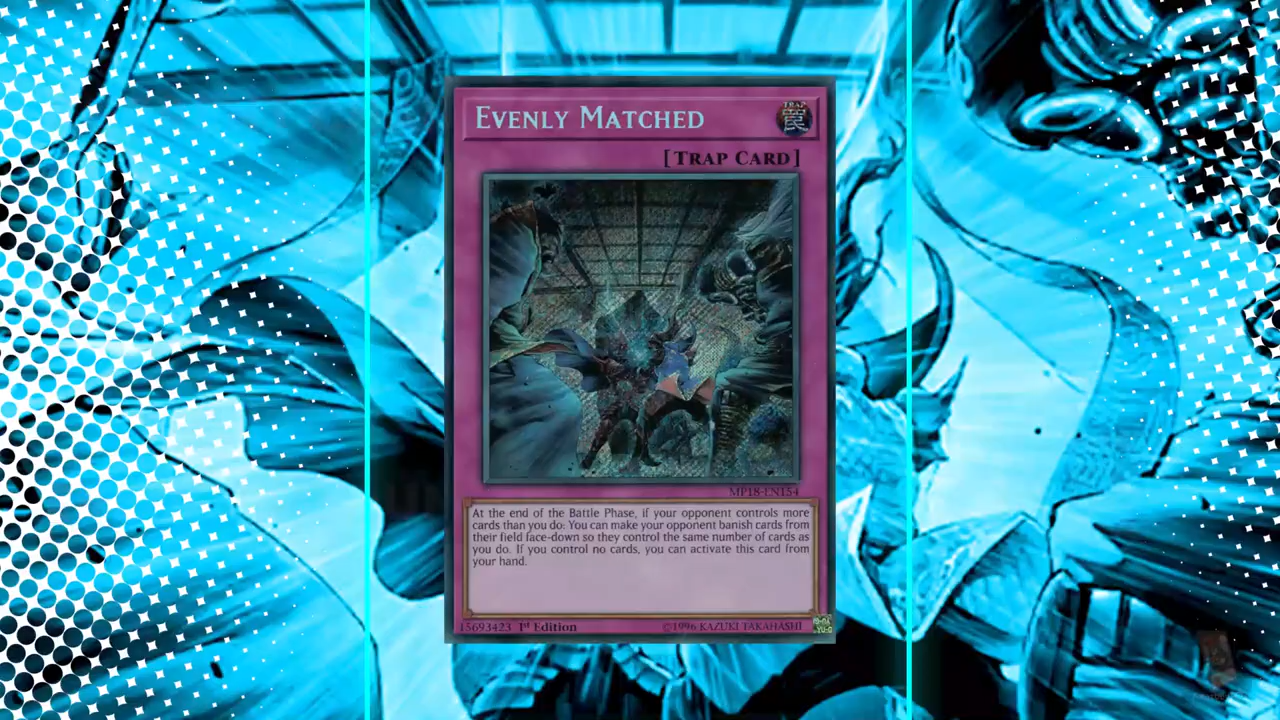 EVENLY MATCHED
TRAP
罠
[TRAP CARD]
MP18-EN154
At the end of the Battle Phase, if your opponent controls more
cards than you do: You can make your opponent banish cards from
their field face-down so they control the same number of cards as
you do. If you control no cards, you can activate this card from
your hand.
15693423 1st Edition
©1996 KAZUKI TAKAHASHI